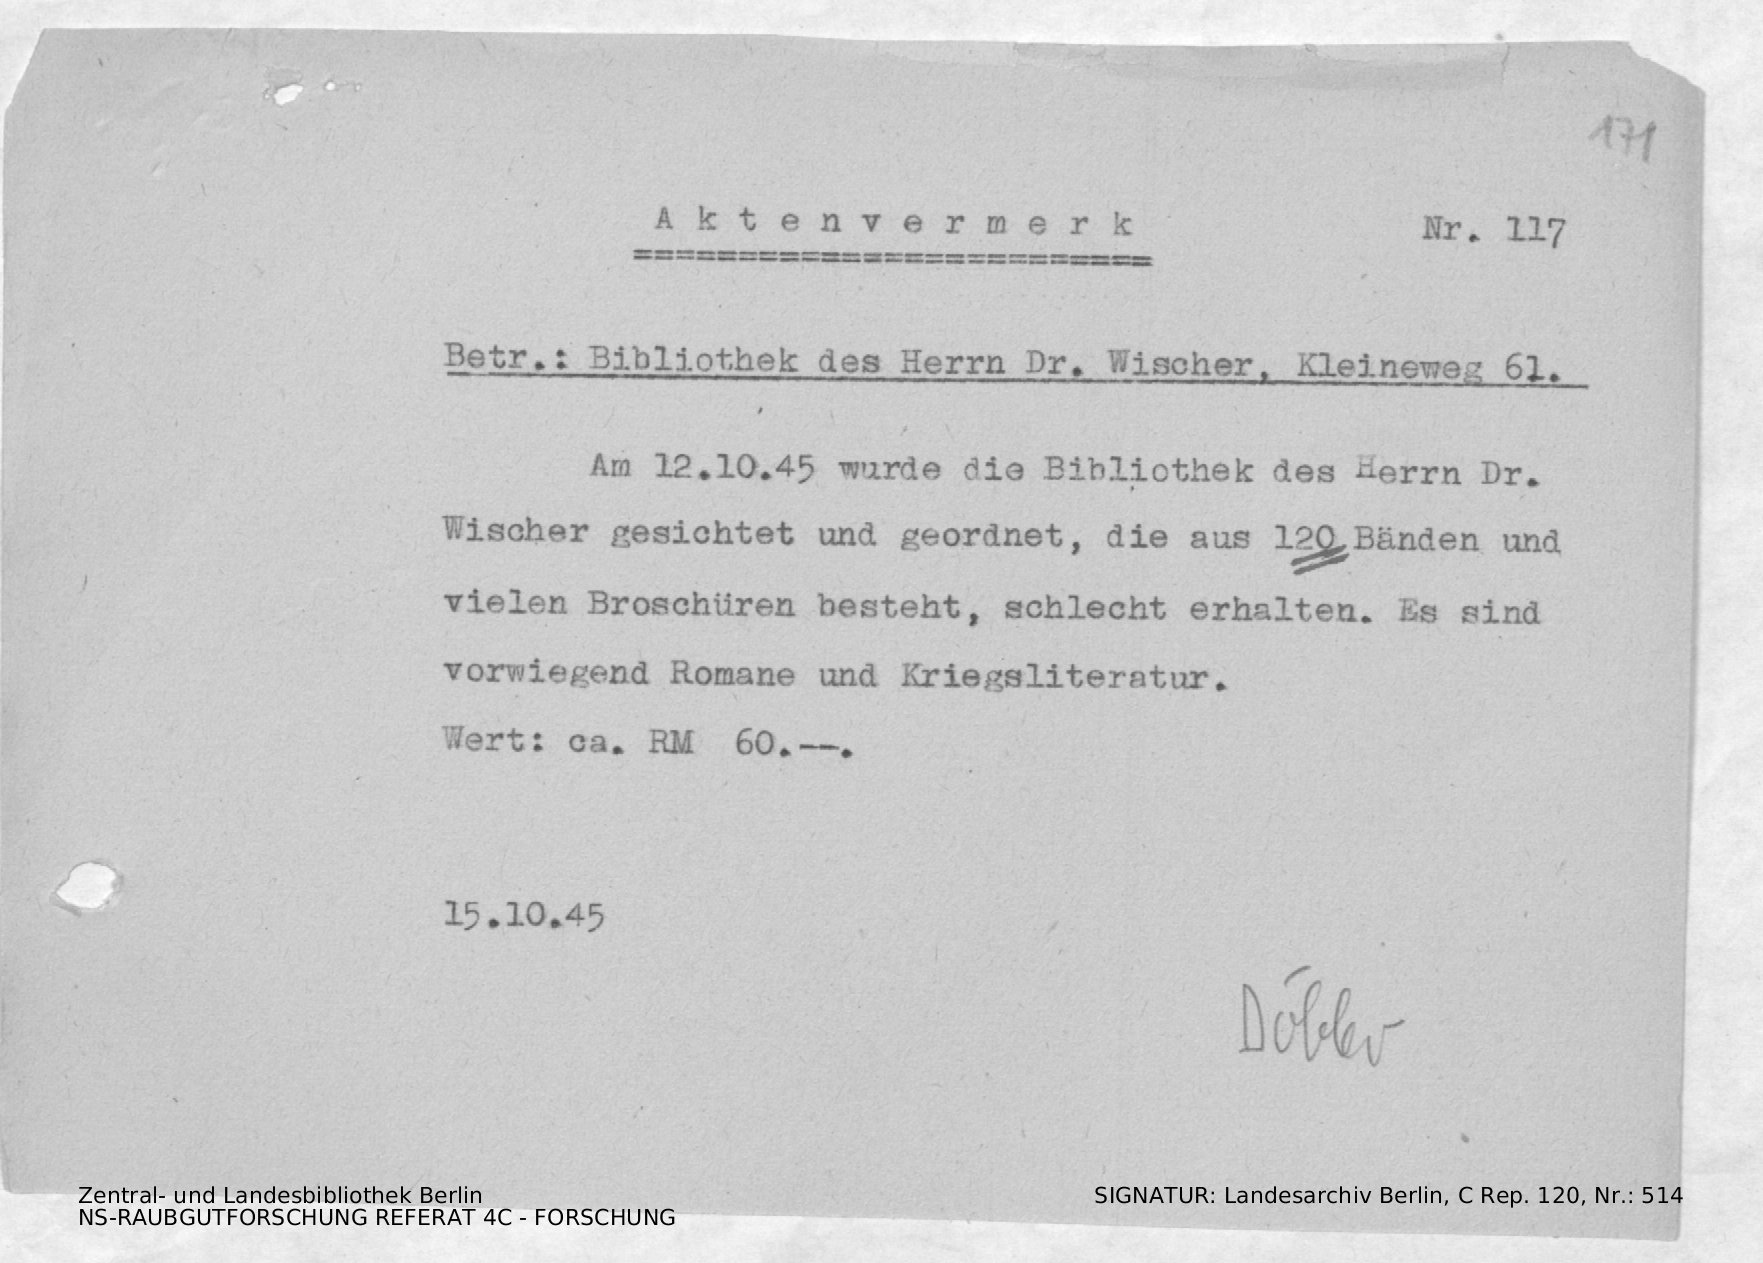 171
A k t e n v e r m e r k Nr. 117
=========================
Betr.: Bibliothek des Herrn Dr. Wischer, Kleineweg 61.
Am 12.10.45 wurde die Bibliothek des Herrn Dr.
Wischer gesichtet und geordnet, die aus 120 Bänden und
vielen Broschüren besteht, schlecht erhalten. Es sind
vorwiegend Romane und Kriegsliteratur.
Wert: ca. RM 60.--.
15.10.45
Zentral- und Landesbibliothek Berlin
NS-RAUBGUTFORSCHUNG REFERAT 4C - FORSCHUNG
SIGNATUR: Landesarchiv Berlin, C Rep. 120, Nr.: 514